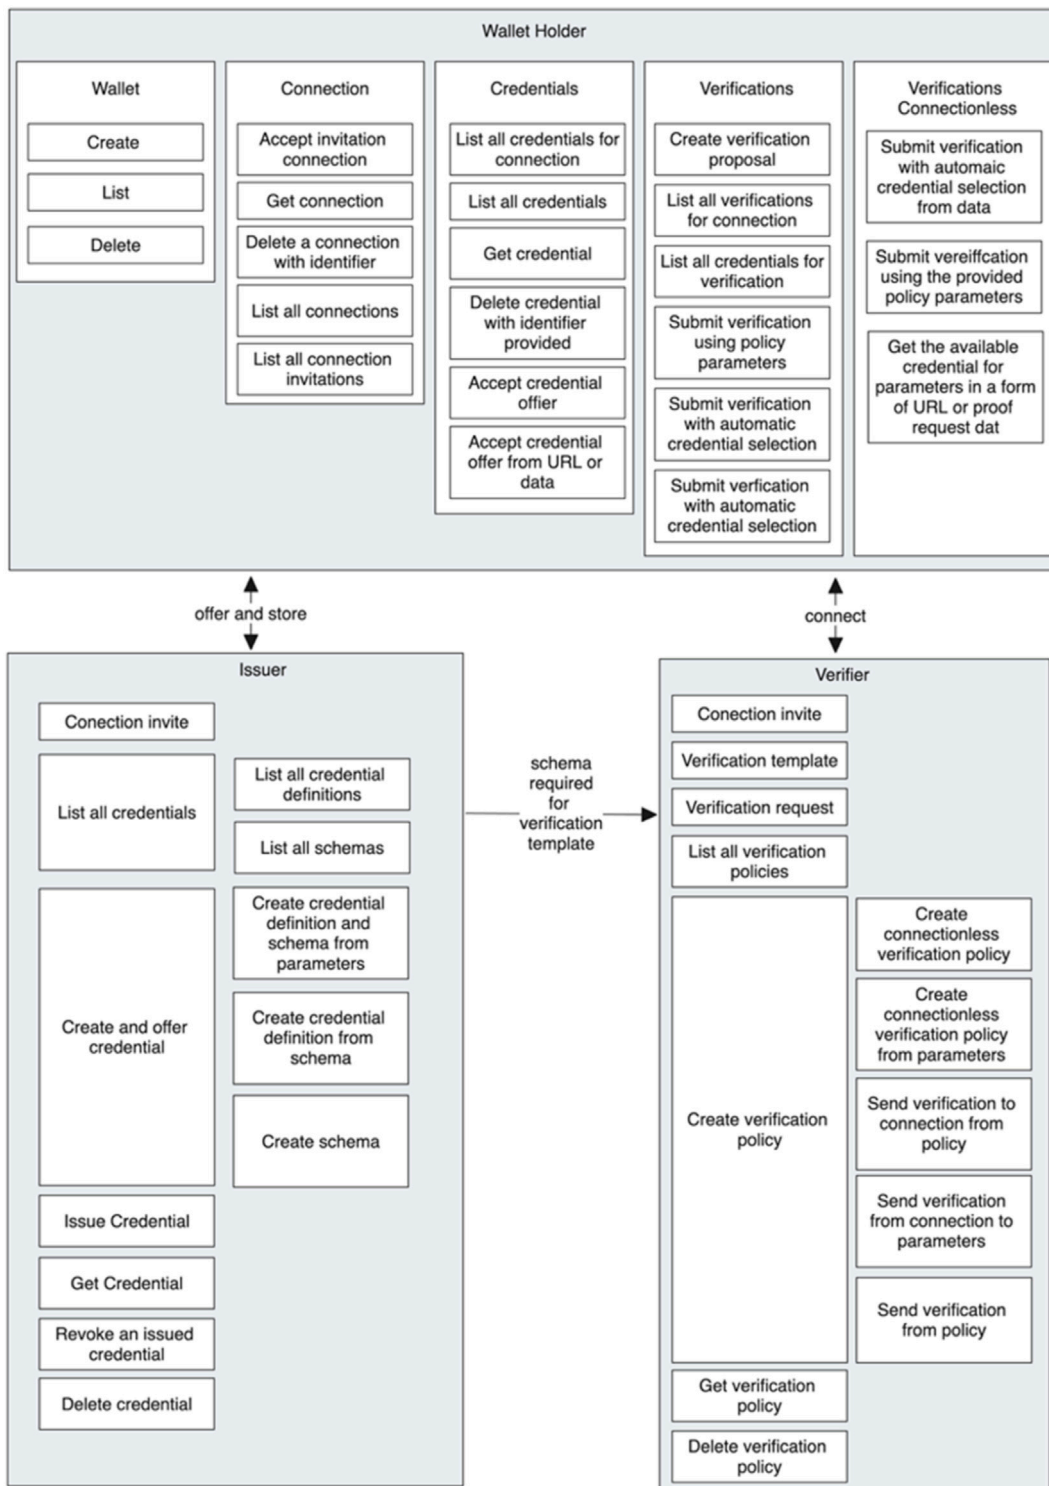 Wallet Holder
Wallet
Create
List
Delete
Connection
Accept invitation
connection
Get connection
Delete a connection
with identifier
List all connections
List all connection
invitations
Credentials
List all credentials for
connection
List all credentials
Get credential
Delete credential
with identifier
provided
Accept credential
offier
Accept credential
offer from URL or
data
Verifications
Create verification
proposal
List all verifications
for connection
List all credentials for
verification
Submit verification
using policy
parameters
Submit verification
with automatic
credential selection
Submit verfication
with automatic
credential selection
Verifications
Connectionless
Submit verification
with automaic
credential selection
from data
Submit vereiffcation
using the provided
policy parameters
Get the available
credential for
parameters in a form
of URL or proof
request dat
offer and store
connect
Issuer
Conection invite
List all credentials
List all credential
definitions
List all schemas
Create and offer
credential
Create credential
definition and
schema from
parameters
Create credential
definition from
schema
Create schema
Issue Credential
Get Credential
Revoke an issued
credential
Delete credential
schema
required
for
verification
template
Verifier
Conection invite
Verification template
Verification request
List all verification
policies
Create verification
policy
Create
connectionless
verification policy
Create
connectionless
verification policy
from parameters
Send verification to
connection from
policy
Send verification
from connection to
parameters
Send verification
from policy
Get verification
policy
Delete verification
policy